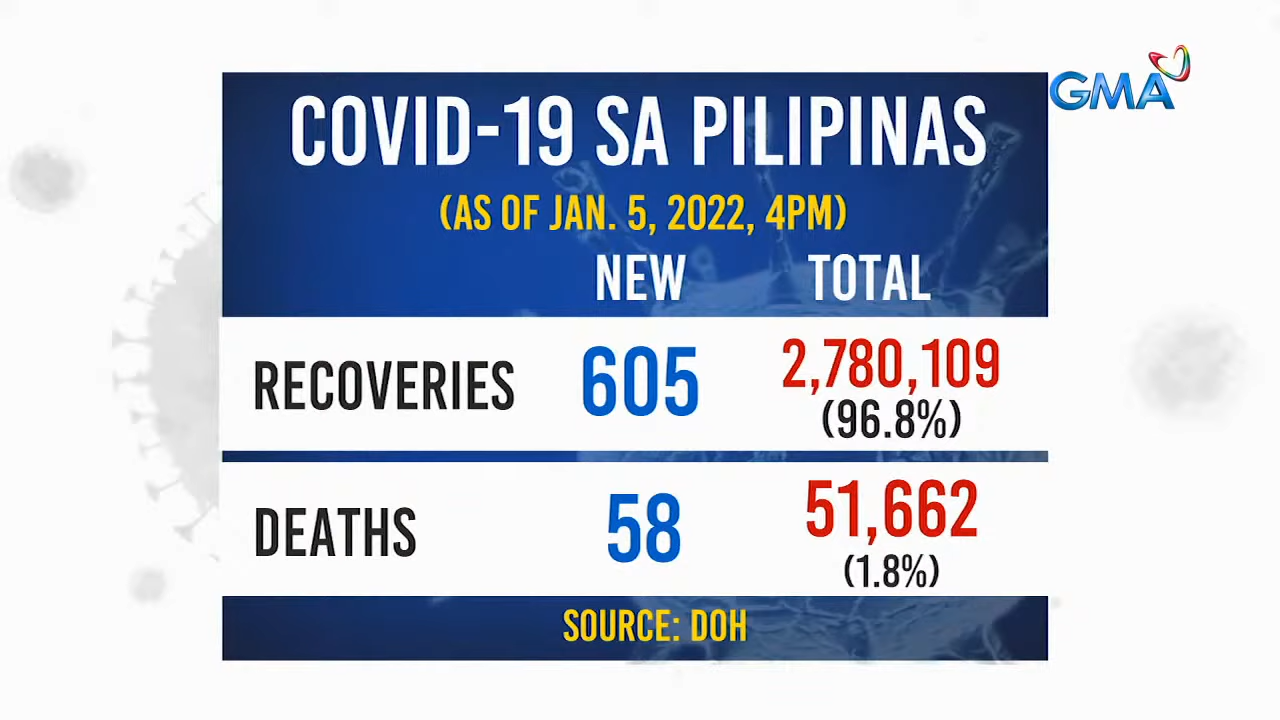 GMA
COVID-19 SA PILIPINAS
(AS OF JAN. 5, 2022, 4PM)
NEW TOTAL
RECOVERIES 605 2,780,109
(96.8%)
DEATHS 58 51,662
(1.8%)
SOURCE: DOH